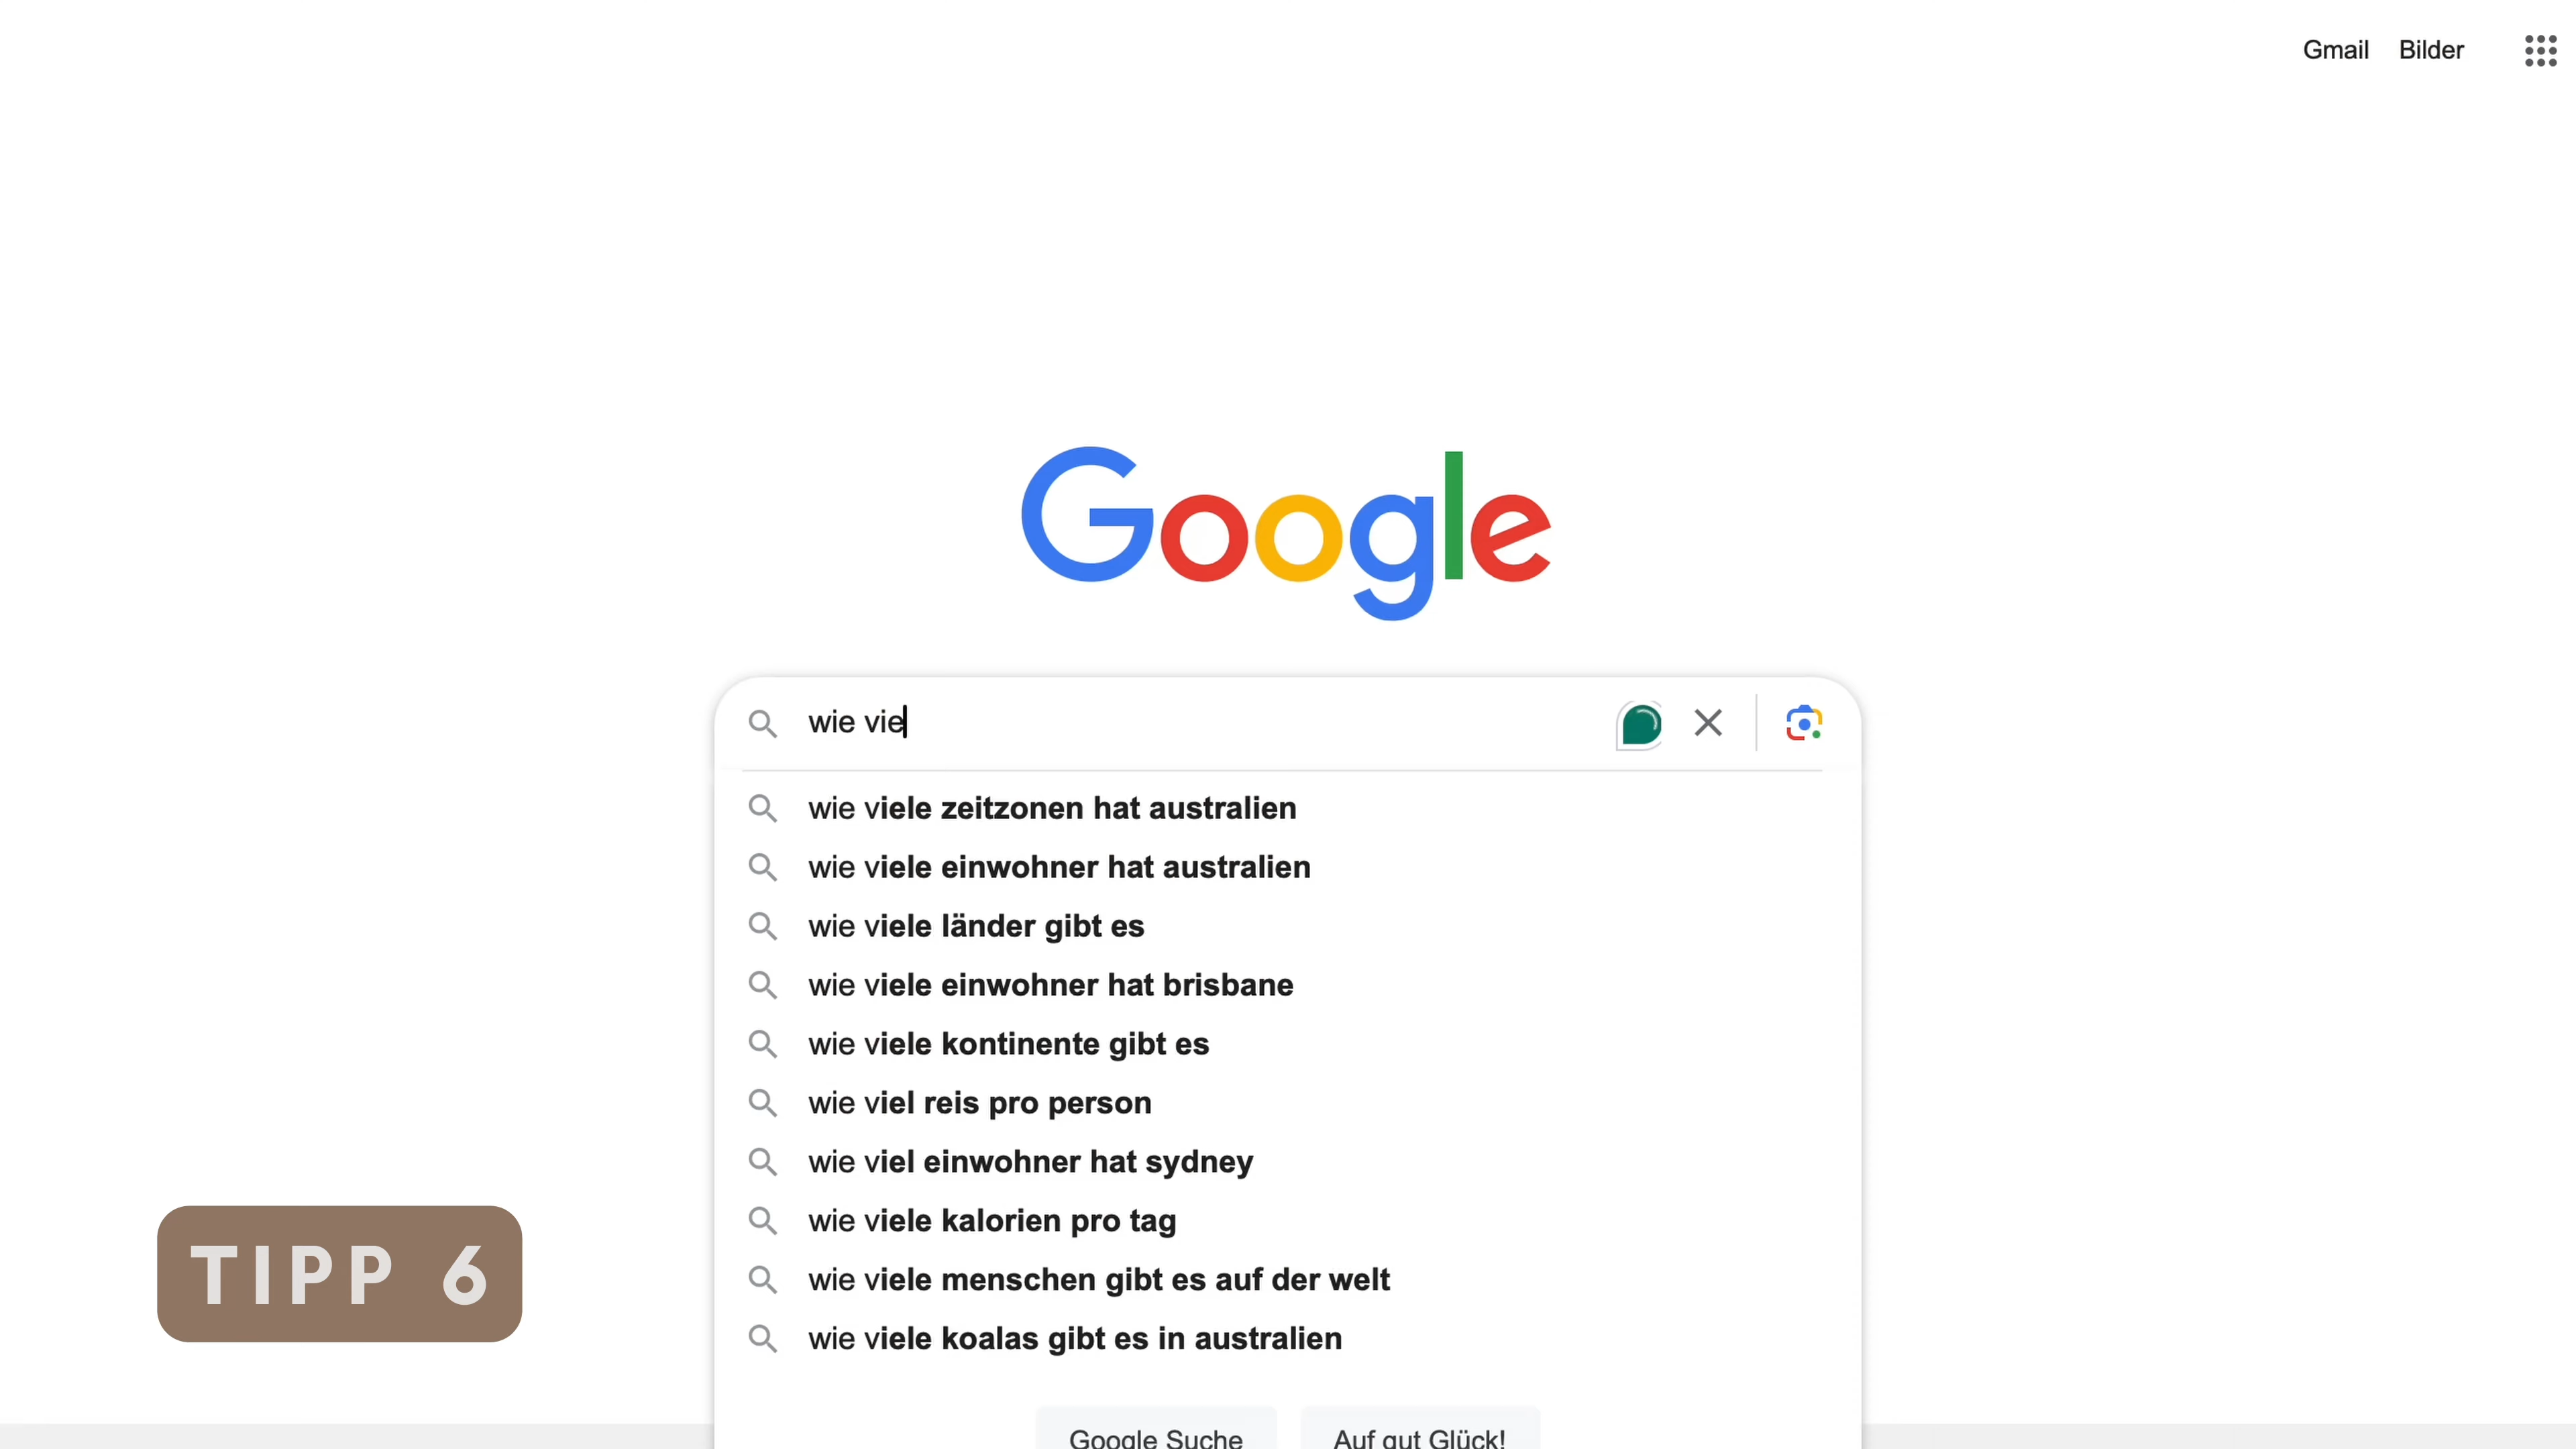 Gmail Bilder
Google
wie vie
wie viele zeitzonen hat australien
wie viele einwohner hat australien
wie viele länder gibt es
wie viele einwohner hat brisbane
wie viele kontinente gibt es
wie viel reis pro person
wie viel einwohner hat sydney
wie viele kalorien pro tag
wie viele menschen gibt es auf der welt
wie viele koalas gibt es in australien
TIPP 6
Google Suche Auf gut Glück!